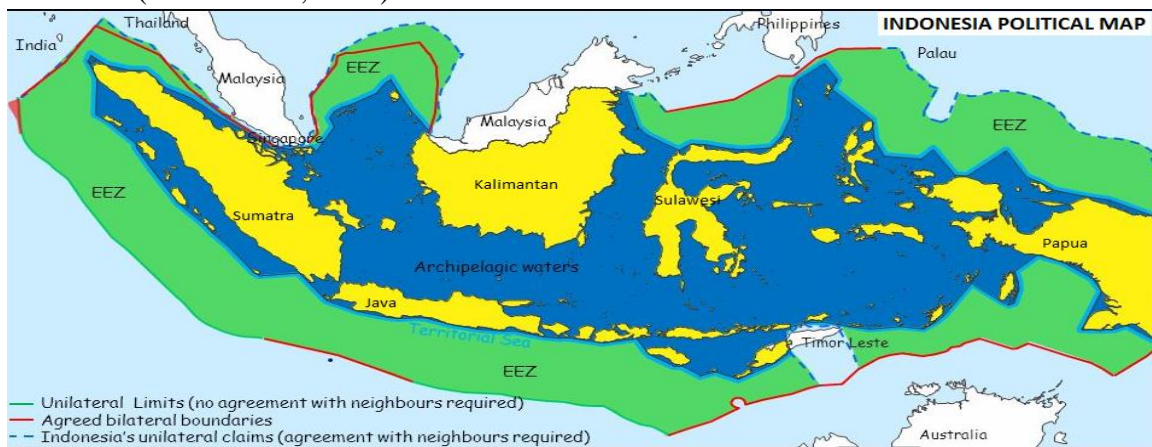 Thailand
Philippines
INDONESIA POLITICAL MAP
India
EEZ
Palau
Malaysia
Malaysia
EEZ
Singapore
EEZ
Kalimantan
Sulawesi
Sumatra
Papua
Archipelagic waters
Java
Territorial Sea
Timor Leste
EEZ
Unilateral Limits (no agreement with neighbours required)
Agreed bilateral boundaries
Indonesia's unilateral claims (agreement with neighbours required)
Australia